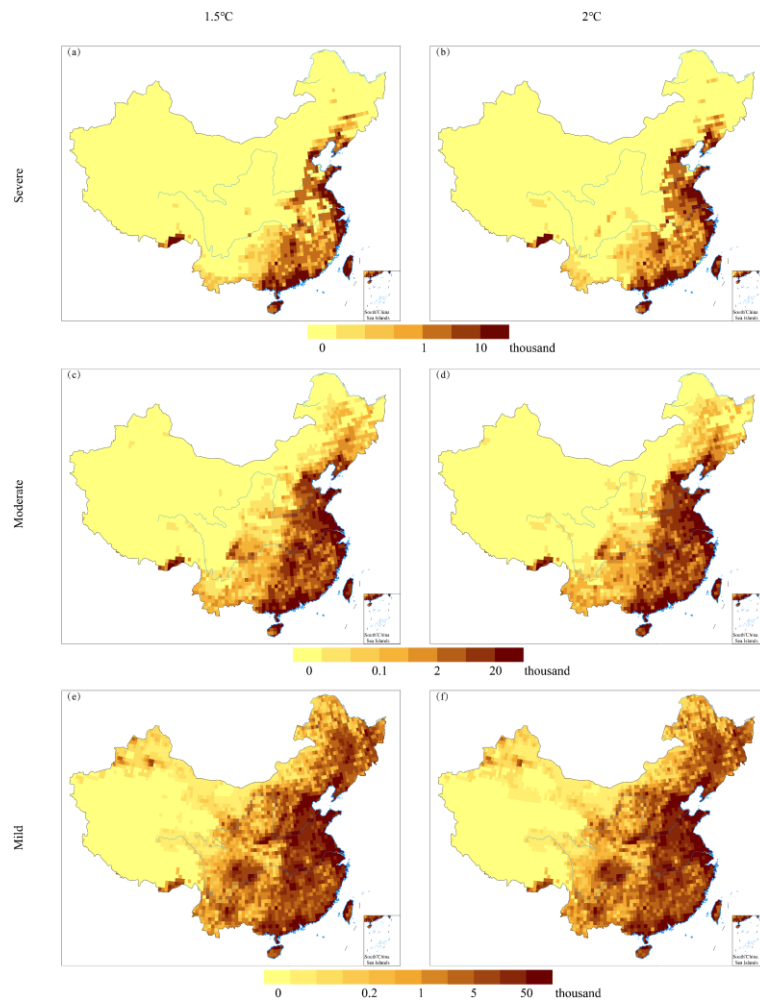 1.5℃
2℃
(a)
(b)
Severe
South China
Sea Islands
South China
Sea Islands
0 1 10 thousand
(c)
(d)
Moderate
South China
Sea Islands
South China
Sea Islands
0 0.1 2 20 thousand
(e)
(f)
Mild
South China
Sea Islands
South China
Sea Islands
0 0.2 1 5 50 thousand